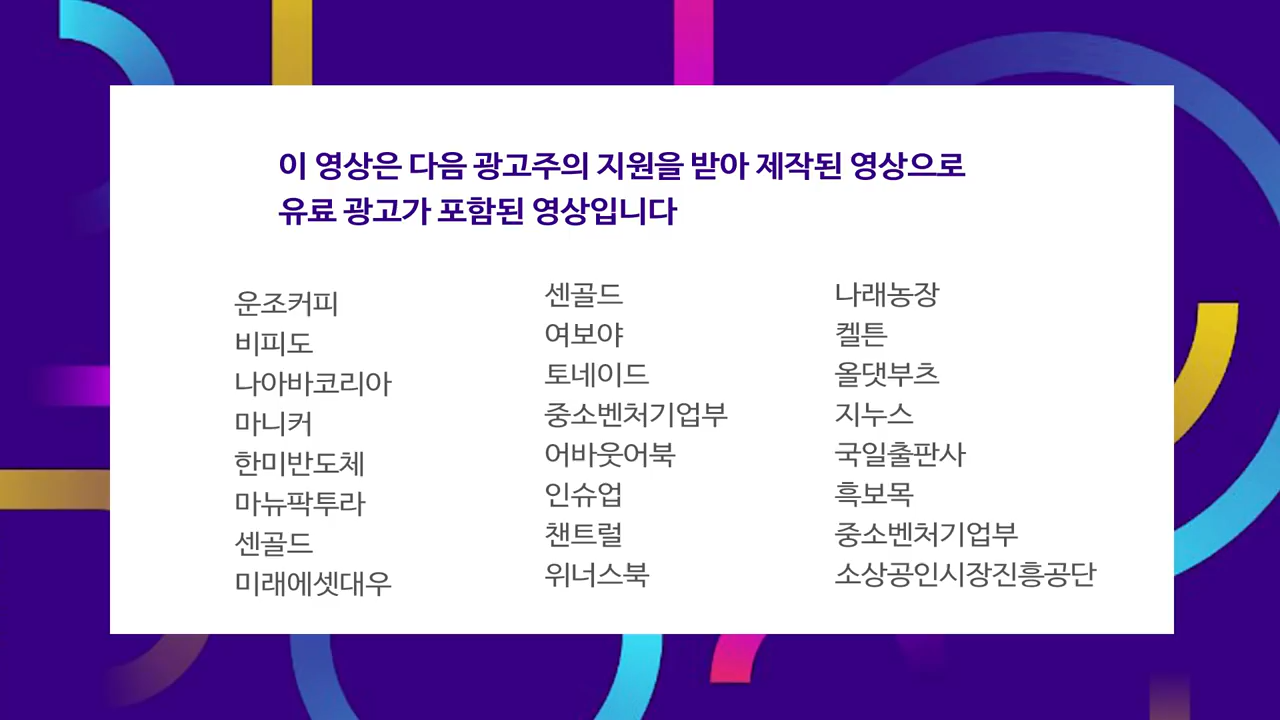 이 영상은 다음 광고주의 지원을 받아 제작된 영상으로
유료 광고가 포함된 영상입니다
운조커피
비피도
나아바코리아
마니커
한미반도체
마뉴팍투라
센골드
미래에셋대우
센골드
여보야
토네이드
중소벤처기업부
어바웃어북
인슈업
챈트럴
위너스북
나래농장
켈튼
올댓부츠
지누스
국일출판사
흑보목
중소벤처기업부
소상공인시장진흥공단